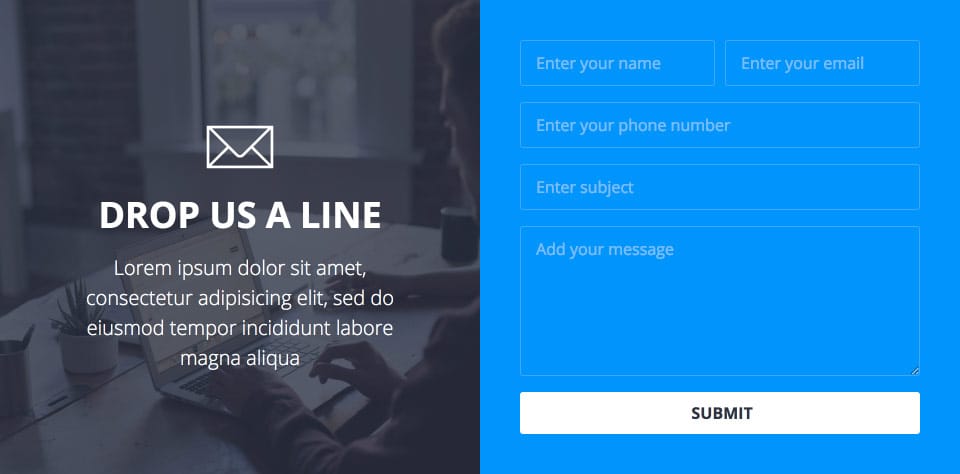 DROP US A LINE
Lorem ipsum dolor sit amet,
consectetur adipisicing elit, sed do
eiusmod tempor incididunt labore
magna aliqua
Enter your name
Enter your email
Enter your phone number
Enter subject
Add your message
SUBMIT